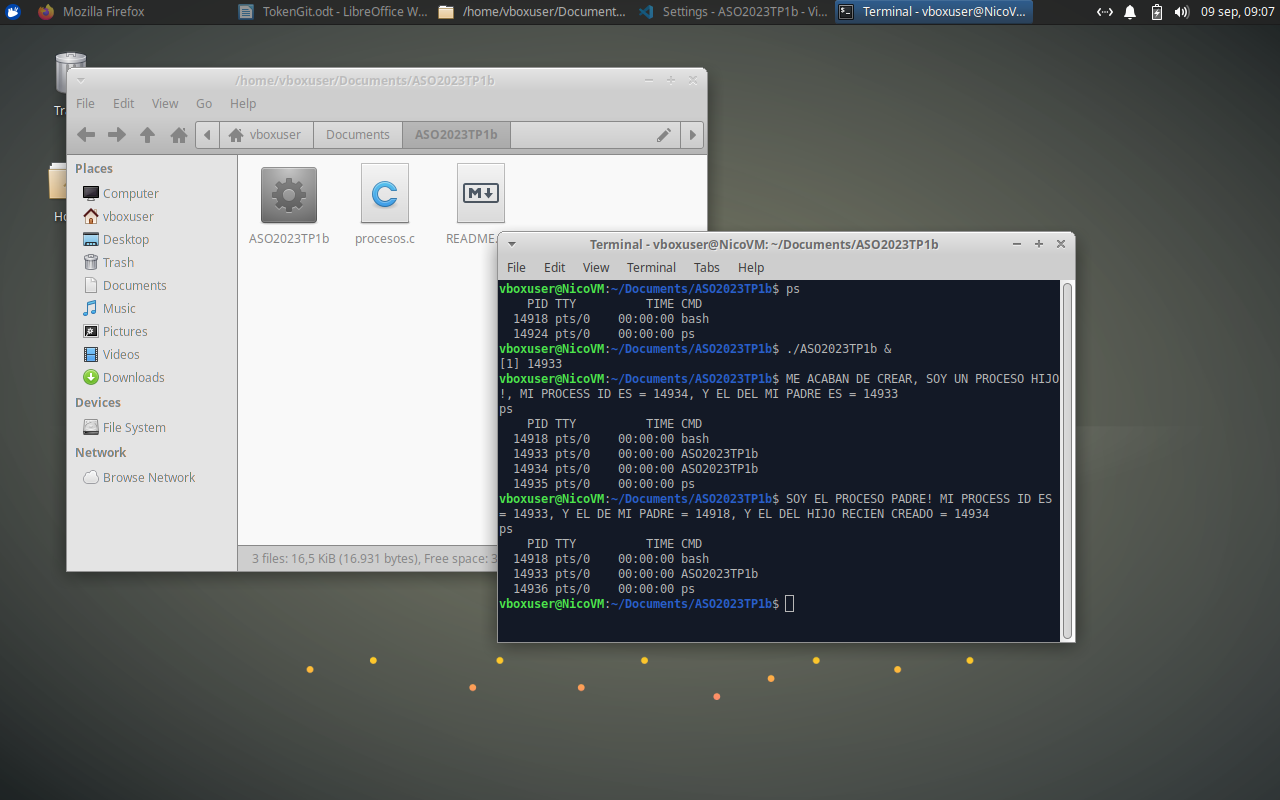 Mozilla Firefox
TokenGit.odt - LibreOffice W...
/home/vboxuser/Document...
Settings - ASO2023TP1b - Vi...
Terminal - vboxuser@NicoV...
09 sep, 09:07
/home/vboxuser/Documents/ASO2023TP1b
File Edit View Go Help
vboxuser Documents ASO2023TP1b
Places
Computer
vboxuser
Desktop
Trash
Documents
Music
Pictures
Videos
Downloads
Devices
File System
Network
Browse Network
ASO2023TP1b
procesos.c
README.
3 files: 16,5 KiB (16.931 bytes), Free space: 3
Terminal - vboxuser@NicoVM: ~/Documents/ASO2023TP1b
File Edit View Terminal Tabs Help
vboxuser@NicoVM:~/Documents/ASO2023TP1b$ ps
    PID TTY          TIME CMD
  14918 pts/0    00:00:00 bash
  14924 pts/0    00:00:00 ps
vboxuser@NicoVM:~/Documents/ASO2023TP1b$ ./ASO2023TP1b &
[1] 14933
vboxuser@NicoVM:~/Documents/ASO2023TP1b$ ME ACABAN DE CREAR, SOY UN PROCESO HIJO
!, MI PROCESS ID ES = 14934, Y EL DEL MI PADRE ES = 14933
ps
    PID TTY          TIME CMD
  14918 pts/0    00:00:00 bash
  14933 pts/0    00:00:00 ASO2023TP1b
  14934 pts/0    00:00:00 ASO2023TP1b
  14935 pts/0    00:00:00 ps
vboxuser@NicoVM:~/Documents/ASO2023TP1b$ SOY EL PROCESO PADRE! MI PROCESS ID ES
= 14933, Y EL DE MI PADRE = 14918, Y EL DEL HIJO RECIEN CREADO = 14934
ps
    PID TTY          TIME CMD
  14918 pts/0    00:00:00 bash
  14933 pts/0    00:00:00 ASO2023TP1b
  14936 pts/0    00:00:00 ps
vboxuser@NicoVM:~/Documents/ASO2023TP1b$